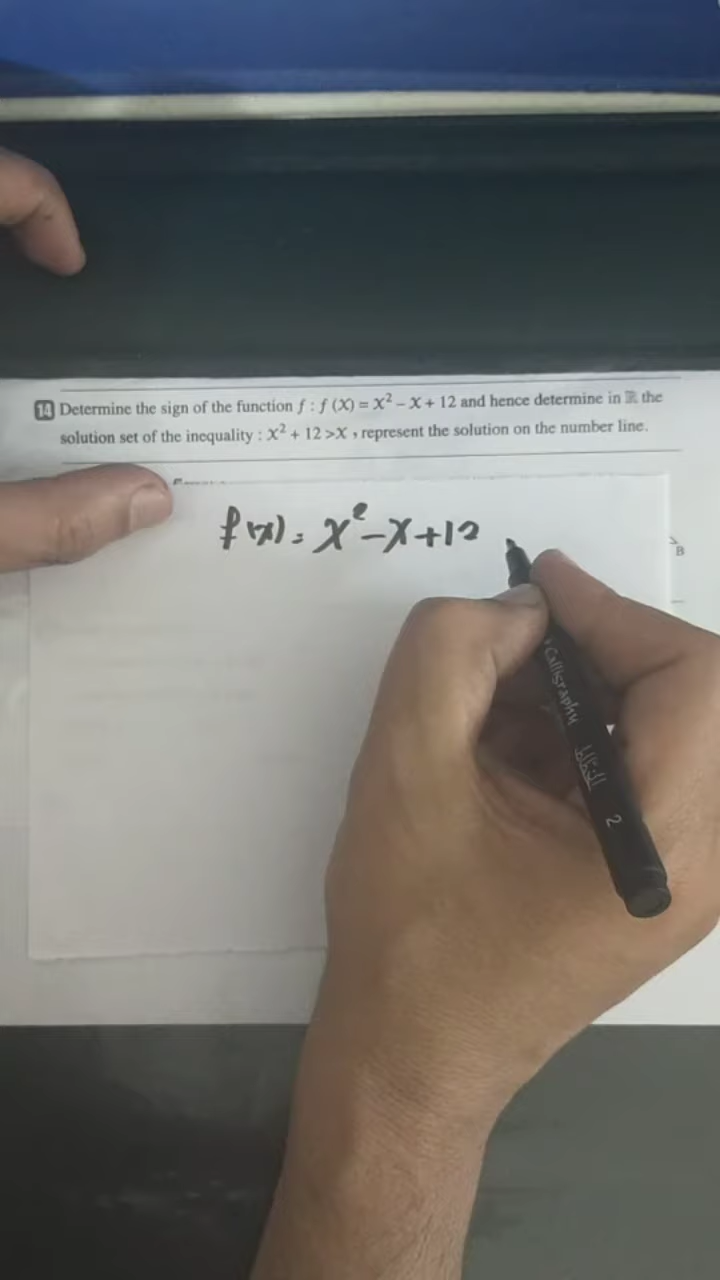 14 Determine the sign of the function f : f (X) = X² – X + 12 and hence determine in ℝ the
solution set of the inequality : X² + 12 > X , represent the solution on the number line.
f(x) = x² - x + 12
B
Calligraphy للخطاط 2